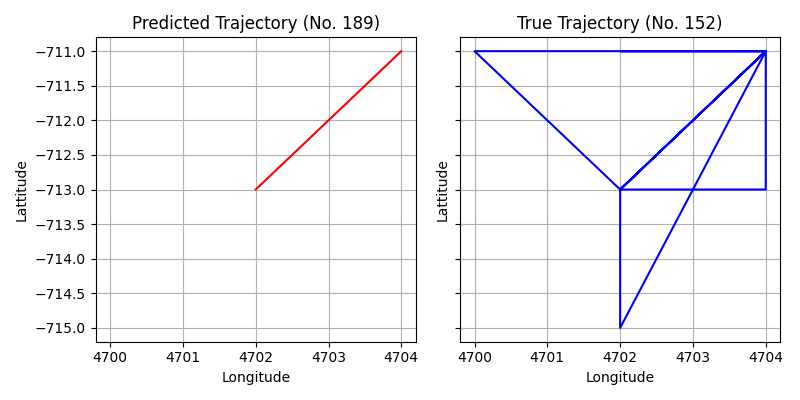 Predicted Trajectory (No. 189)
True Trajectory (No. 152)
Lattitude
−711.0
−711.5
−712.0
−712.5
−713.0
−713.5
−714.0
−714.5
−715.0
4700 4701 4702 4703 4704
Longitude
Lattitude
4700 4701 4702 4703 4704
Longitude